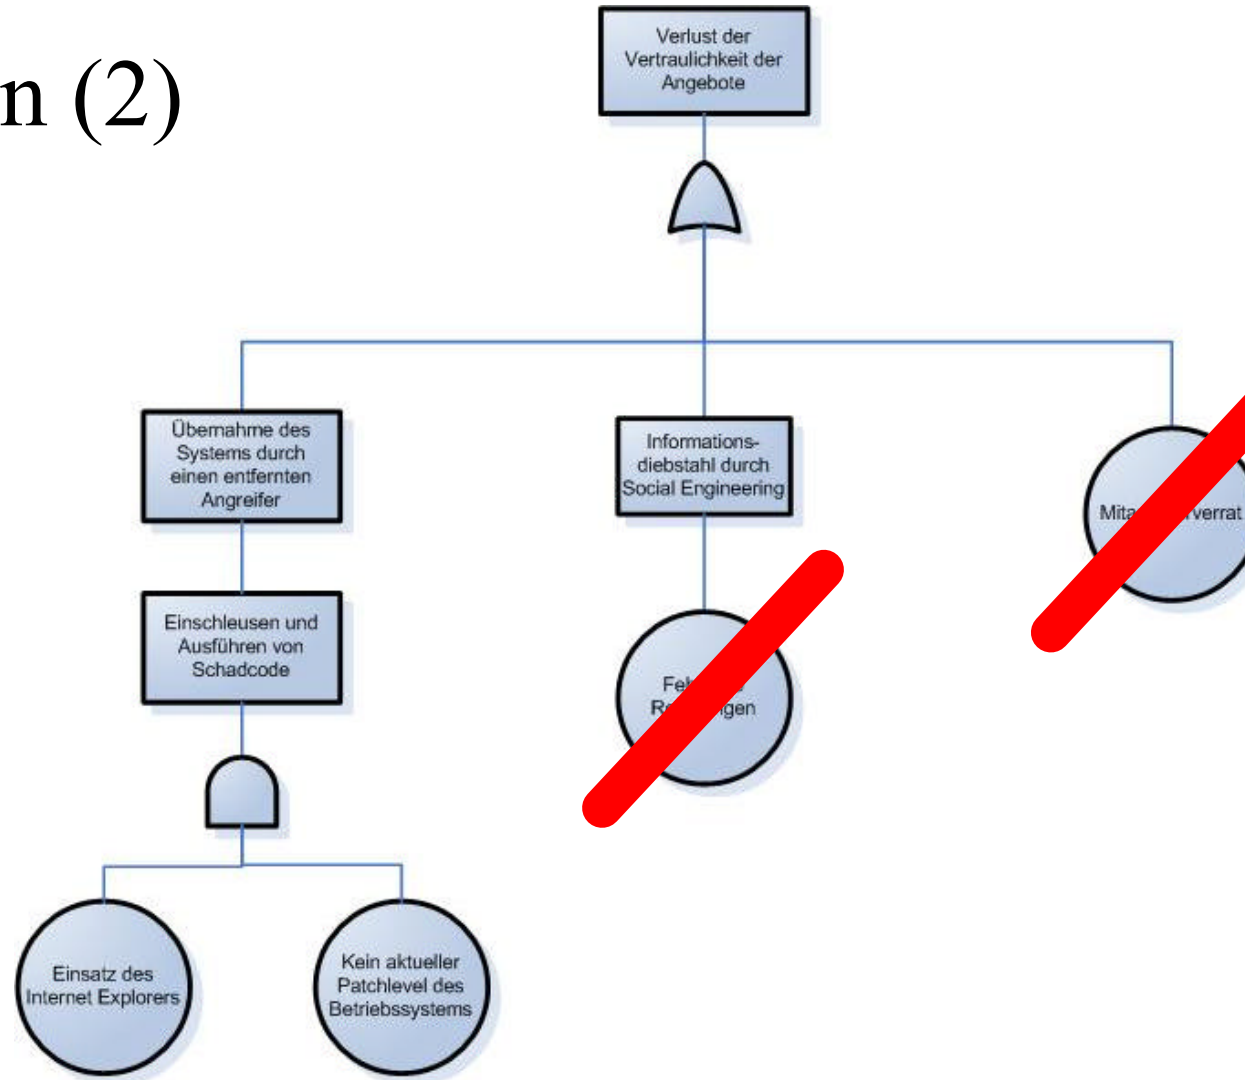 n (2)
Verlust der
Vertraulichkeit der
Angebote
Übernahme des
Systems durch
einen entfernten
Angreifer
Informations-
diebstahl durch
Social Engineering
Einschleusen und
Ausführen von
Schadcode
Einsatz des
Internet Explorers
Kein aktueller
Patchlevel des
Betriebssystems